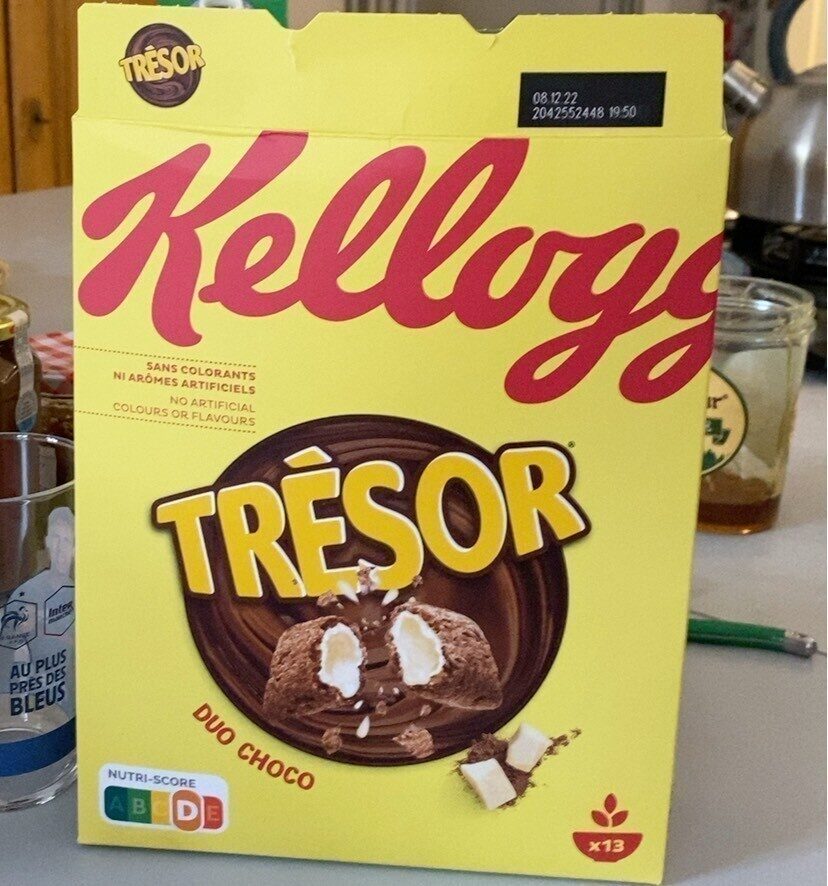 TRÉSOR
08 12 22
2042552448 19:50
Kellogg
SANS COLORANTS
NI ARÔMES ARTIFICIELS
NO ARTIFICIAL
COLOURS OR FLAVOURS
TRÉSOR
DUO CHOCO
NUTRI-SCORE
A B C D E
x13
AU PLUS
PRÈS DES
BLEUS